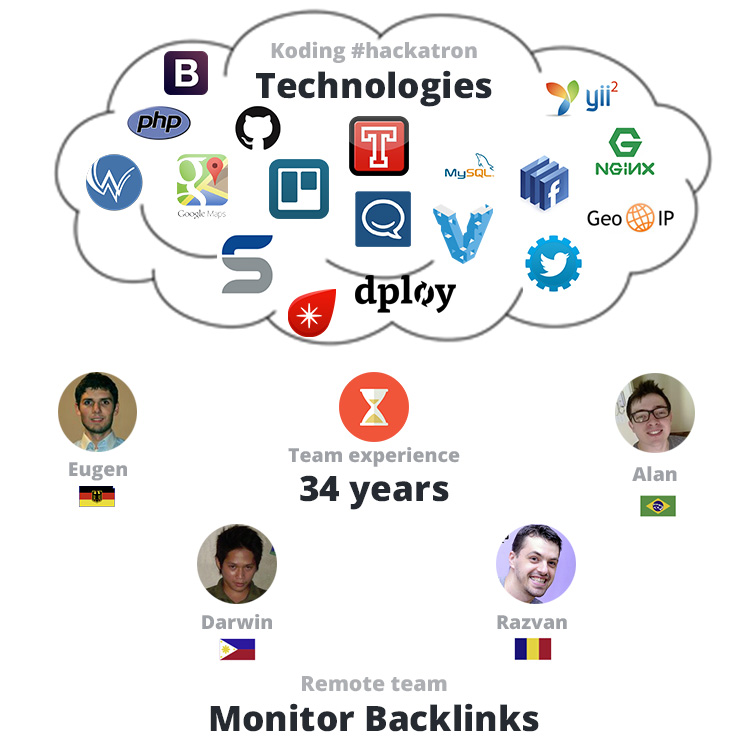 Koding #hackatron
Technologies
B
yii2
php
T
NGiNX
MySQL
f
Google Maps
Geo IP
dployo
Team experience
Eugen
Alan
34 years
Darwin
Razvan
Remote team
Monitor Backlinks